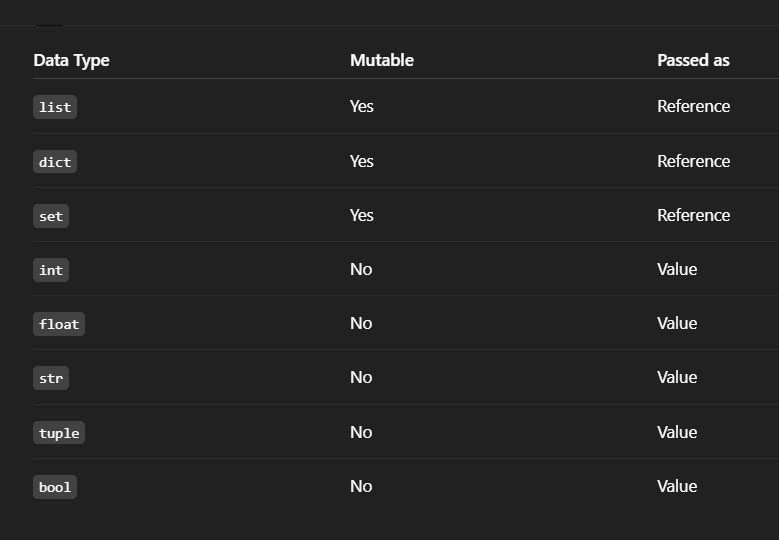 Data Type Mutable Passed as
list Yes Reference
dict Yes Reference
set Yes Reference
int No Value
float No Value
str No Value
tuple No Value
bool No Value